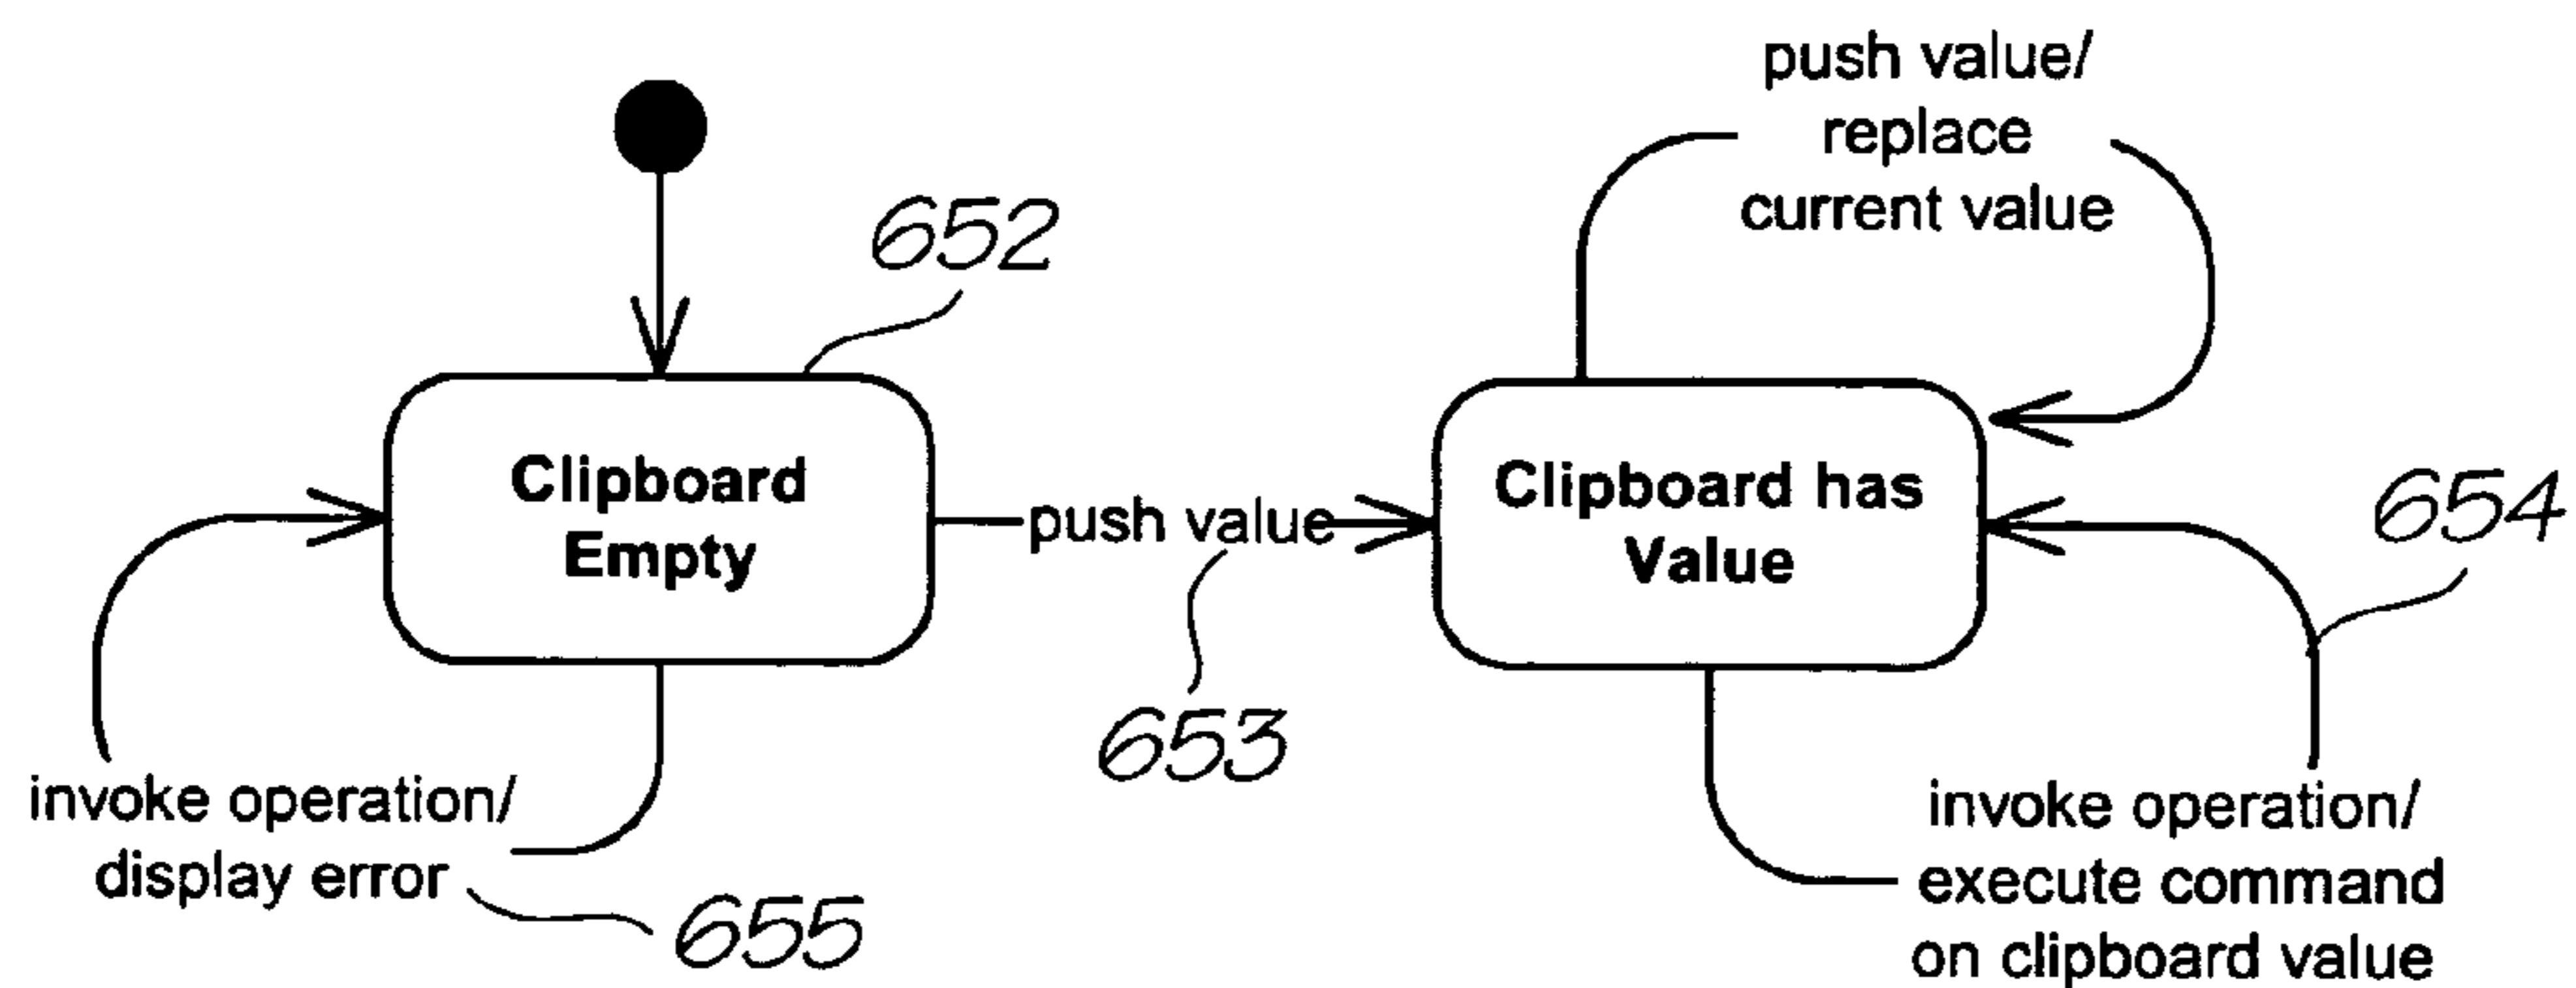 push value/
replace
current value
652
Clipboard
Empty
push value
Clipboard has
Value
654
653
invoke operation/
display error
655
invoke operation/
execute command
on clipboard value